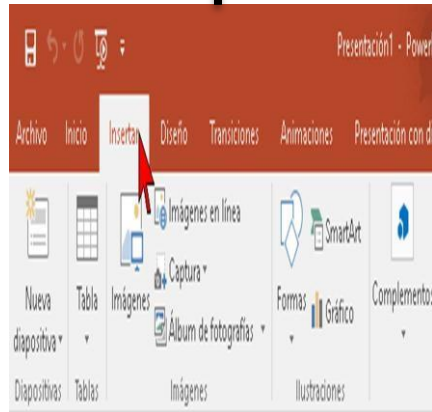 Presentación1 - Power
Archivo Inicio Insertar Diseño Transiciones Animaciones Presentación con di
Imágenes en línea
SmartArt
Captura
Nueva diapositiva
Tabla
Imágenes
Álbum de fotografías
Formas
Gráfico
Complementos
Diapositivas Tablas Imágenes Ilustraciones